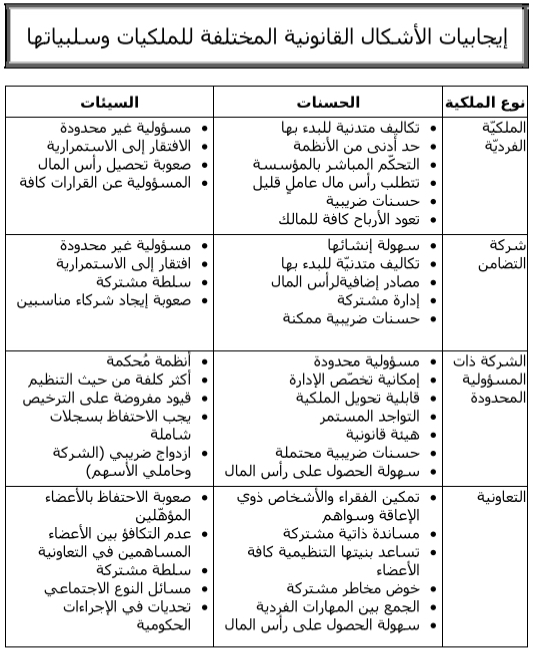 إيجابيات الأشكال القانونية المختلفة للملكيات وسلبياتها
نوع الملكية
الحسنات
السيئات
الملكيّة
الفرديّة
• تكاليف متدنية للبدء بها
• حد أدنى من الأنظمة
• التحكّم المباشر بالمؤسسة
• تتطلب رأس مال عاملٍ قليل
• حسنات ضريبية
• تعود الأرباح كافة للمالك
• مسؤولية غير محدودة
• الافتقار إلى الاستمرارية
• صعوبة تحصيل رأس المال
• المسؤولية عن القرارات كافة
شركة
التضامن
• سهولة إنشائها
• تكاليف متدنيّة للبدء بها
• مصادر إضافيةلرأس المال
• إدارة مشتركة
• حسنات ضريبية ممكنة
• مسؤولية غير محدودة
• افتقار إلى الاستمرارية
• سلطة مشتركة
• صعوبة إيجاد شركاء مناسبين
الشركة ذات
المسؤولية
المحدودة
• مسؤولية محدودة
• إمكانية تخصّص الإدارة
• قابلية تحويل الملكية
• التواجد المستمر
• هيئة قانونية
• حسنات ضريبية محتملة
• سهولة الحصول على رأس المال
• أنظمة مُحكمة
• أكثر كلفة من حيث التنظيم
• قيود مفروضة على الترخيص
• يجب الاحتفاظ بسجلات
شاملة
• ازدواج ضريبي (الشركة
وحاملي الأسهم)
التعاونية
• تمكين الفقراء والأشخاص ذوي
الإعاقة وسواهم
• مساندة ذاتية مشتركة
• تساعد بنيتها التنظيمية كافة
الأعضاء
• خوض مخاطر مشتركة
• الجمع بين المهارات الفردية
• سهولة الحصول على رأس المال
• صعوبة الاحتفاظ بالأعضاء
المؤهّلين
• عدم التكافؤ بين الأعضاء
المساهمين في التعاونية
• سلطة مشتركة
• مسائل النوع الاجتماعي
• تحديات في الإجراءات
الحكومية